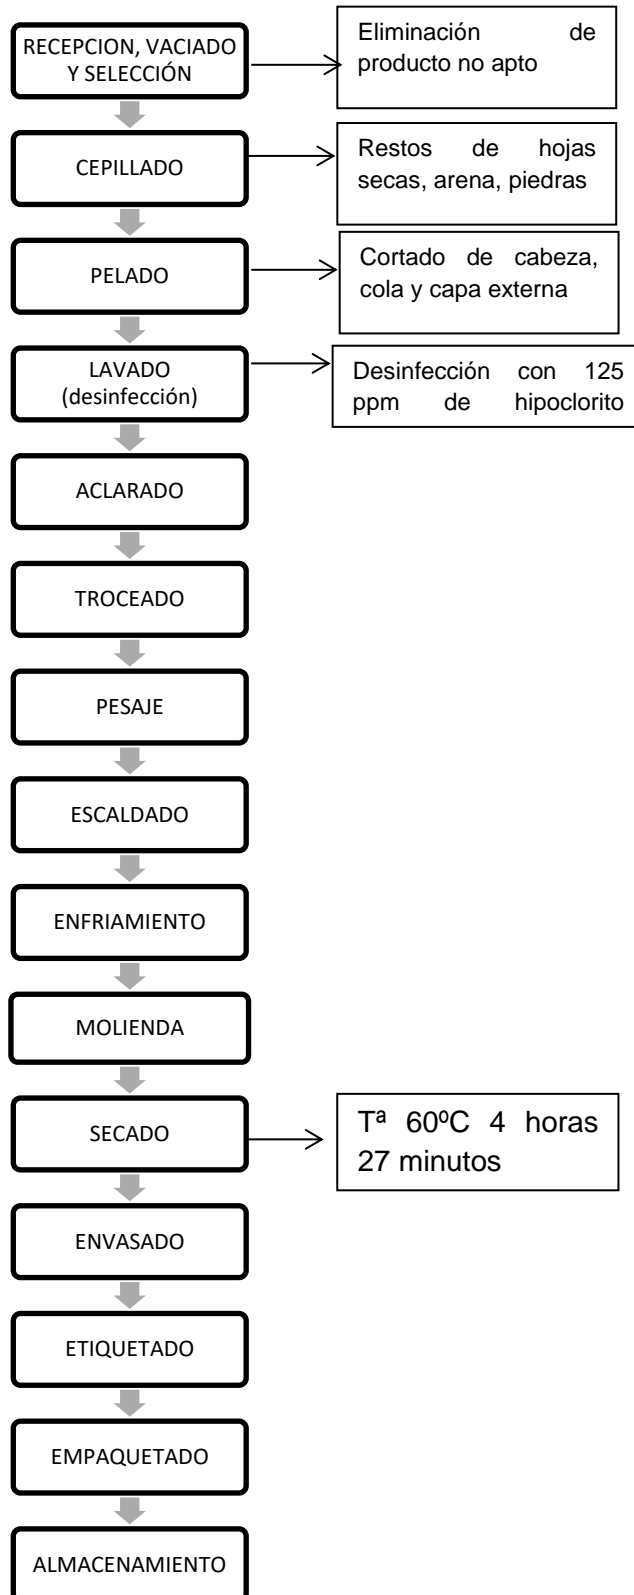 RECEPCION, VACIADO
Y SELECCIÓN
Eliminación de
producto no apto
CEPILLADO
Restos de hojas
secas, arena, piedras
PELADO
Cortado de cabeza,
cola y capa externa
LAVADO
(desinfección)
Desinfección con 125
ppm de hipoclorito
ACLARADO
TROCEADO
PESAJE
ESCALDADO
ENFRIAMIENTO
MOLIENDA
SECADO
Tª 60ºC 4 horas
27 minutos
ENVASADO
ETIQUETADO
EMPAQUETADO
ALMACENAMIENTO